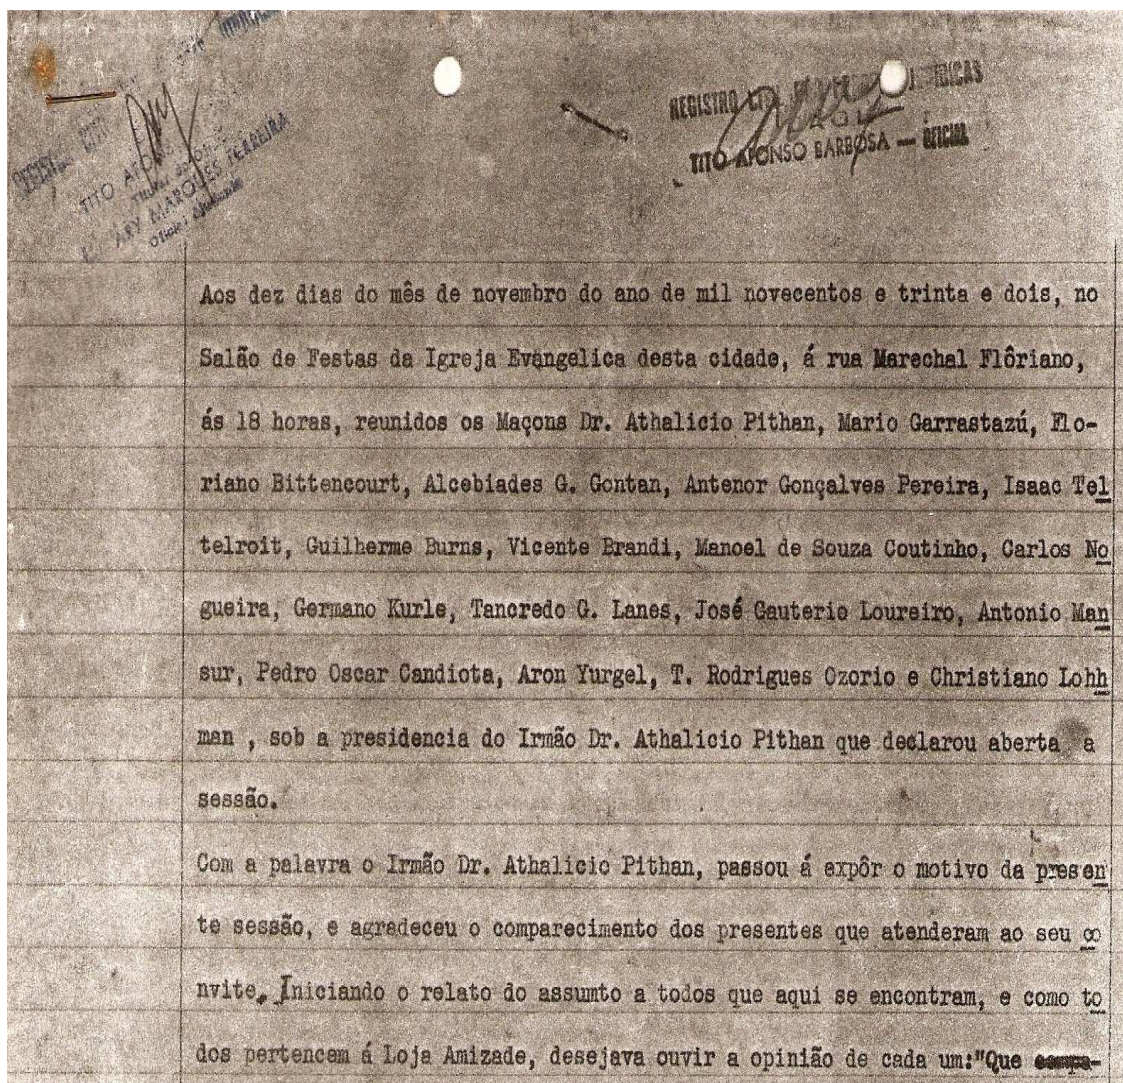 REGISTRO
TITO AFONSO BARBOSA — OFICIAL
TITO
ARY MARQUES FERREIRA
Aos dez dias do mês de novembro do ano de mil novecentos e trinta e dois, no
Salão de Festas da Igreja Evangelica desta cidade, á rua Marechal Flôriano,
ás 18 horas, reunidos os Maçons Dr. Athalicio Pithan, Mario Garrastazú, Flo-
riano Bittencourt, Alcebiades G. Gontan, Antenor Gonçalves Pereira, Isaac Tel
telroit, Guilherme Burns, Vicente Brandi, Manoel de Souza Coutinho, Carlos No
gueira, Germano Kurle, Tancredo G. Lanes, José Gauterio Loureiro, Antonio Man
sur, Pedro Oscar Candiota, Aron Yurgel, T. Rodrigues Ozorio e Christiano Lohh
man , sob a presidencia do Irmão Dr. Athalicio Pithan que declarou aberta a
sessão.
Com a palavra o Irmão Dr. Athalicio Pithan, passou á expôr o motivo da presen
te sessão, e agradeceu o comparecimento dos presentes que atenderam ao seu co
nvite. Iniciando o relato do assumto a todos que aqui se encontram, e como to
dos pertencem á Loja Amizade, desejava ouvir a opinião de cada um:"Que